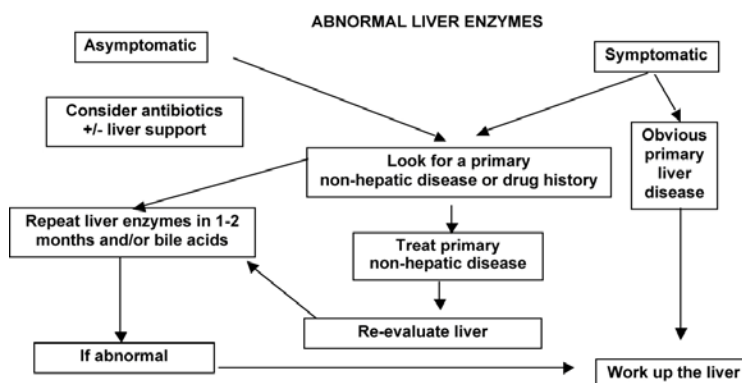 ABNORMAL LIVER ENZYMES
Asymptomatic
Symptomatic
Consider antibiotics
+/- liver support
Obvious
primary
liver
disease
Look for a primary
non-hepatic disease or drug history
Repeat liver enzymes in 1-2
months and/or bile acids
Treat primary
non-hepatic disease
Re-evaluate liver
If abnormal
Work up the liver